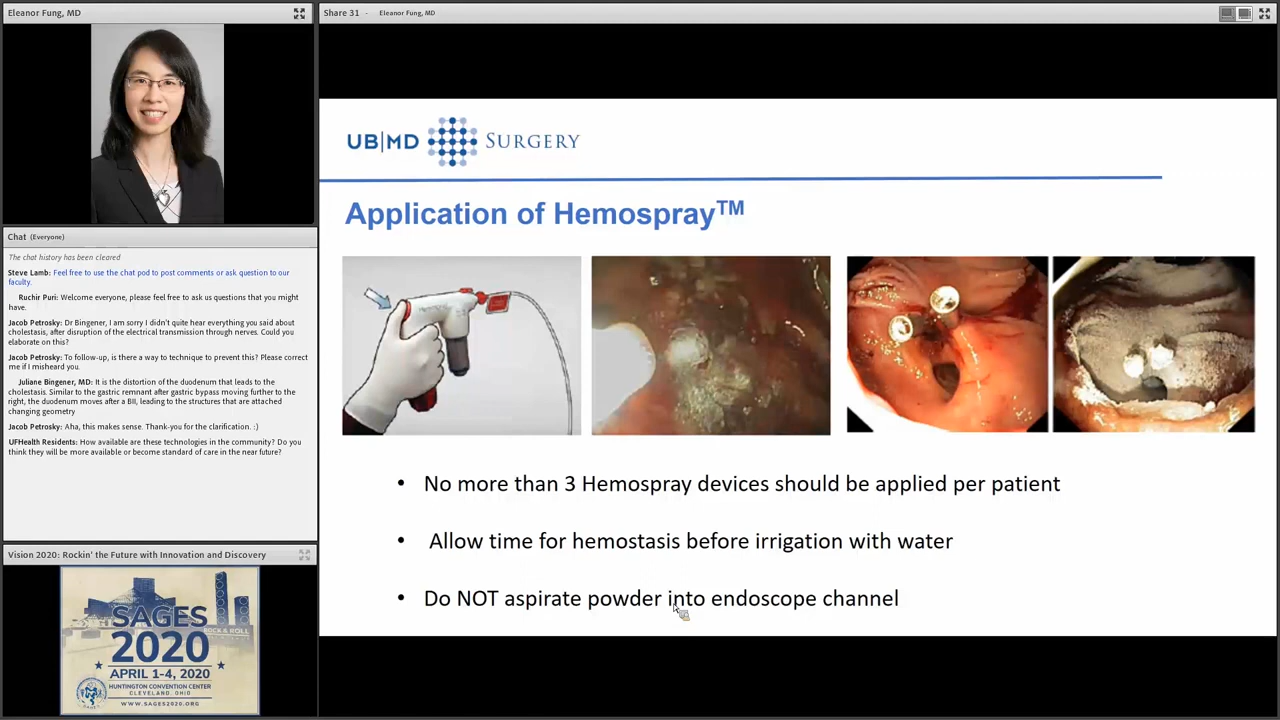 Eleanor Fung, MD
Share 31 - Eleanor Fung, MD
UB|MD SURGERY
Application of Hemospray™
• No more than 3 Hemospray devices should be applied per patient
• Allow time for hemostasis before irrigation with water
• Do NOT aspirate powder into endoscope channel
Chat (Everyone)
The chat history has been cleared
Steve Lamb: Feel free to use the chat pod to post comments or ask question to our
faculty.
Ruchir Puri: Welcome everyone, please feel free to ask us questions that you might
have.
Jacob Petrosky: Dr Bingener, I am sorry I didn't quite hear everything you said about
cholestasis, after disruption of the electrical transmission through nerves. Could you
elaborate on this?
Jacob Petrosky: To follow-up, is there a way to technique to prevent this? Please correct
me if I misheard you.
Juliane Bingener, MD: It is the distortion of the duodenum that leads to the
cholestasis. Similar to the gastric remnant after gastric bypass moving further to the
right, the duodenum moves after a BII, leading to the structures that are attached
changing geometry
Jacob Petrosky: Aha, this makes sense. Thank-you for the clarification. :)
UFHealth Residents: How available are these technologies in the community? Do you
think they will be more available or become standard of care in the near future?
Vision 2020: Rockin' the Future with Innovation and Discovery
SAGES
ROCK & ROLL
2020
APRIL 1-4, 2020
HUNTINGTON CONVENTION CENTER
CLEVELAND, OHIO
WWW.SAGES2020.ORG